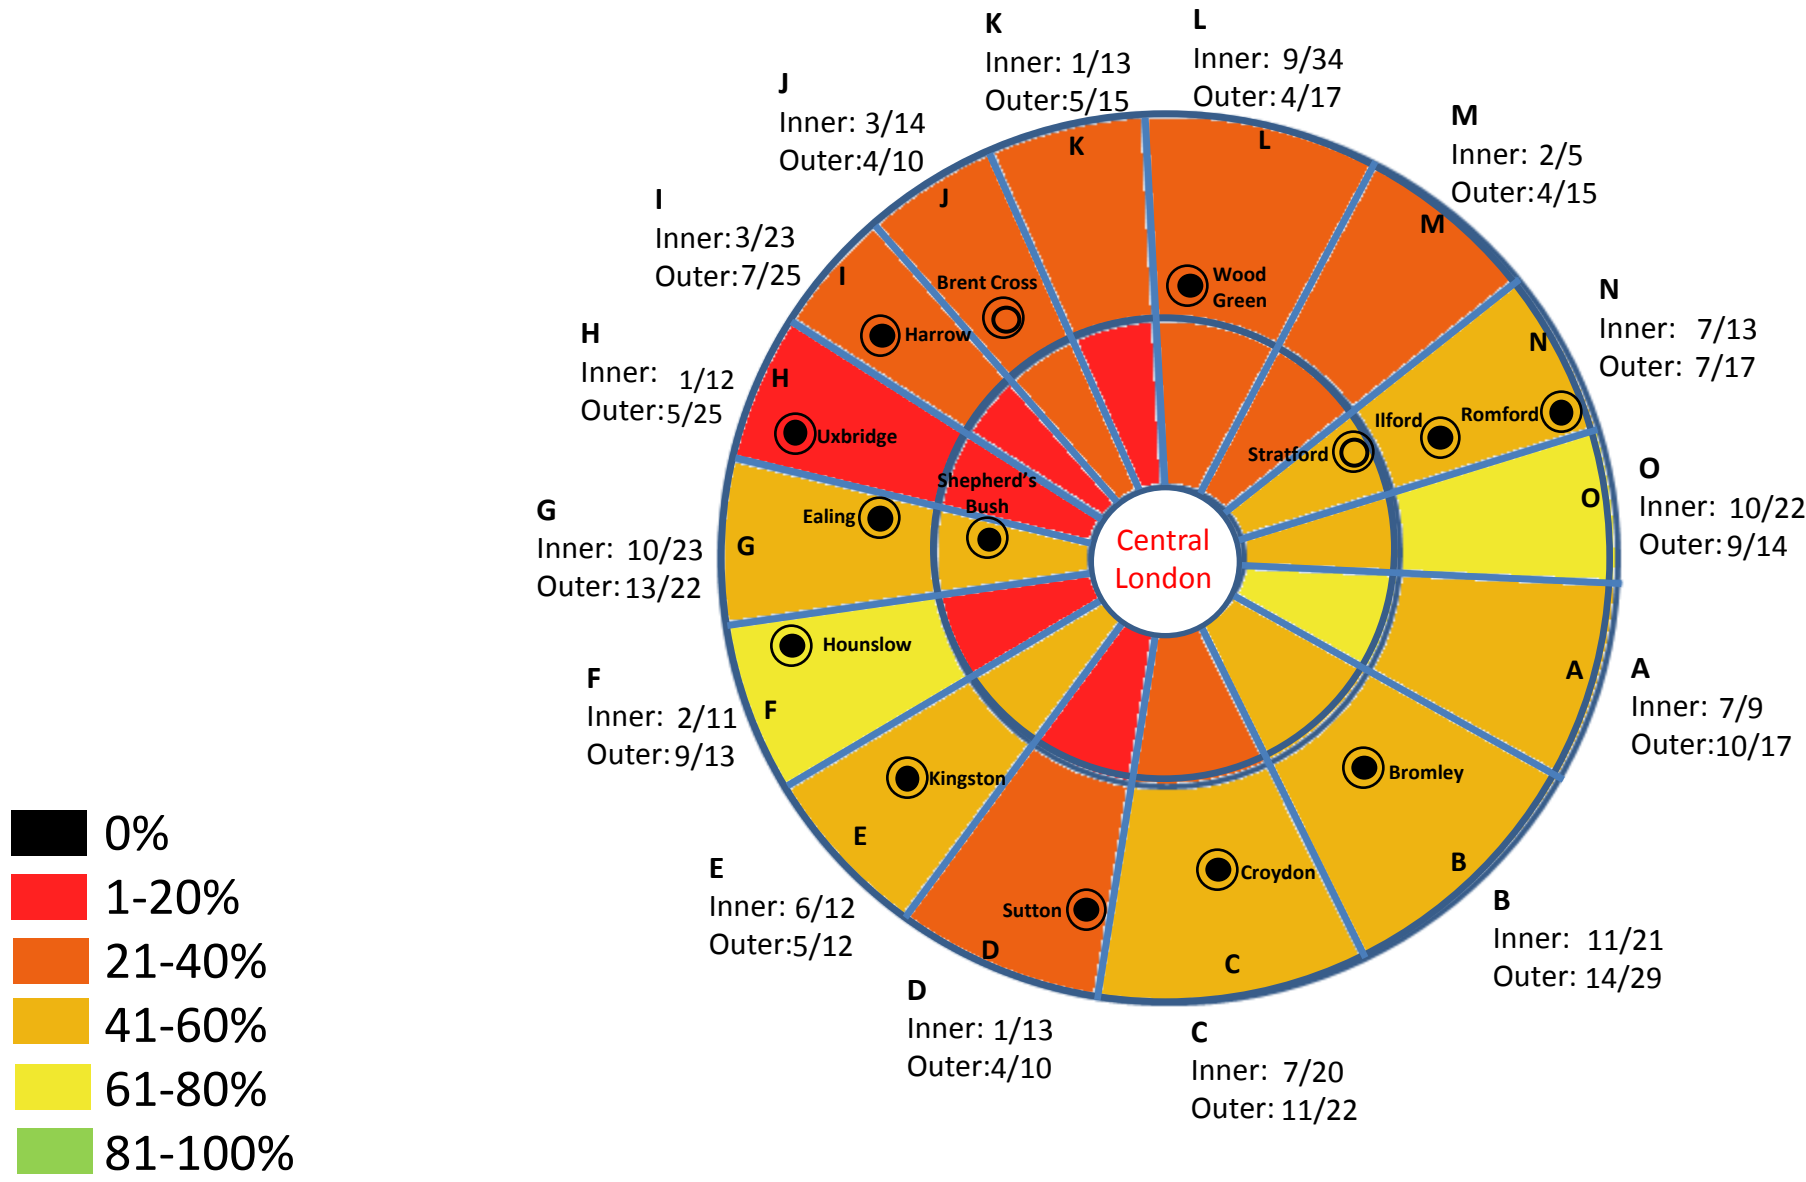 K
Inner: 1/13
Outer:5/15
L
Inner: 9/34
Outer:4/17
J
Inner: 3/14
Outer:4/10
M
Inner: 2/5
Outer:4/15
I
Inner:3/23
Outer:7/25
N
Inner: 7/13
Outer: 7/17
H
Inner: 1/12
Outer:5/25
O
Inner: 10/22
Outer: 9/14
G
Inner: 10/23
Outer:13/22
A
Inner: 7/9
Outer:10/17
F
Inner: 2/11
Outer: 9/13
E
Inner: 6/12
Outer:5/12
B
Inner: 11/21
Outer: 14/29
D
Inner: 1/13
Outer:4/10
C
Inner: 7/20
Outer: 11/22
K
L
J
M
I
N
H
O
G
A
F
E
B
D
C
Brent Cross
Wood
Green
Harrow
Ilford
Romford
Stratford
Uxbridge
Shepherd's
Bush
Ealing
Central
London
Hounslow
Kingston
Bromley
Croydon
Sutton
0%
1-20%
21-40%
41-60%
61-80%
81-100%